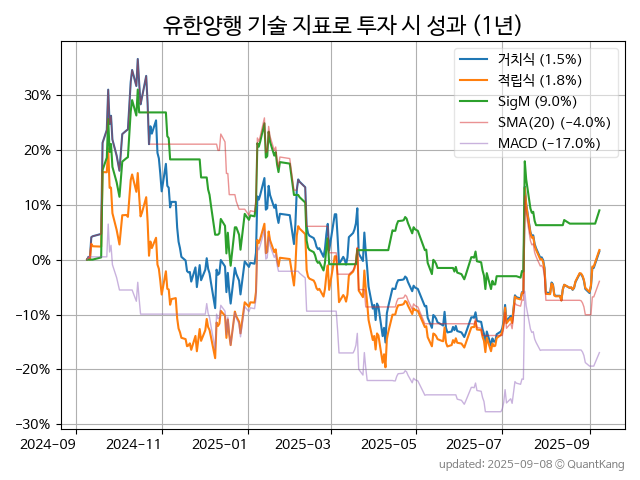 유한양행 기술 지표로 투자 시 성과 (1년)
거치식 (1.5%)
적립식 (1.8%)
SigM (9.0%)
SMA(20) (−4.0%)
MACD (−17.0%)
30%
20%
10%
0%
−10%
−20%
−30%
2024-09 2024-11 2025-01 2025-03 2025-05 2025-07 2025-09
updated: 2025-09-08 © QuantKang